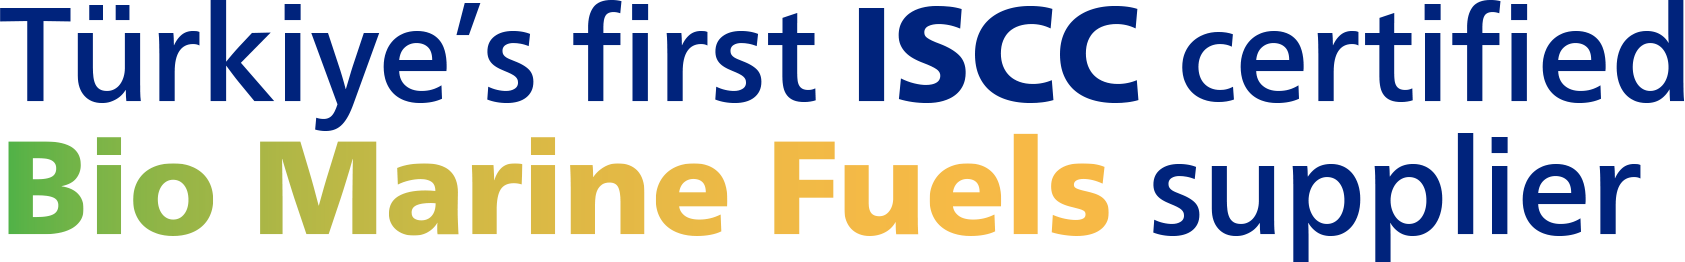 Türkiye’s first ISCC certified
Bio Marine Fuels supplier